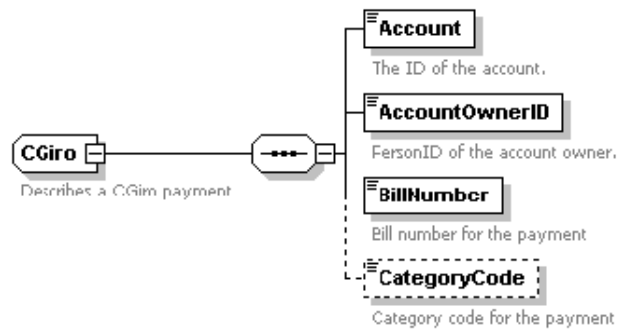 Account
The ID of the account.
AccountOwnerID
FersonID of the account owner.
CGiro
Describes a CGiro payment
BillNumber
Bill number for the payment
CategoryCode
Category code for the payment